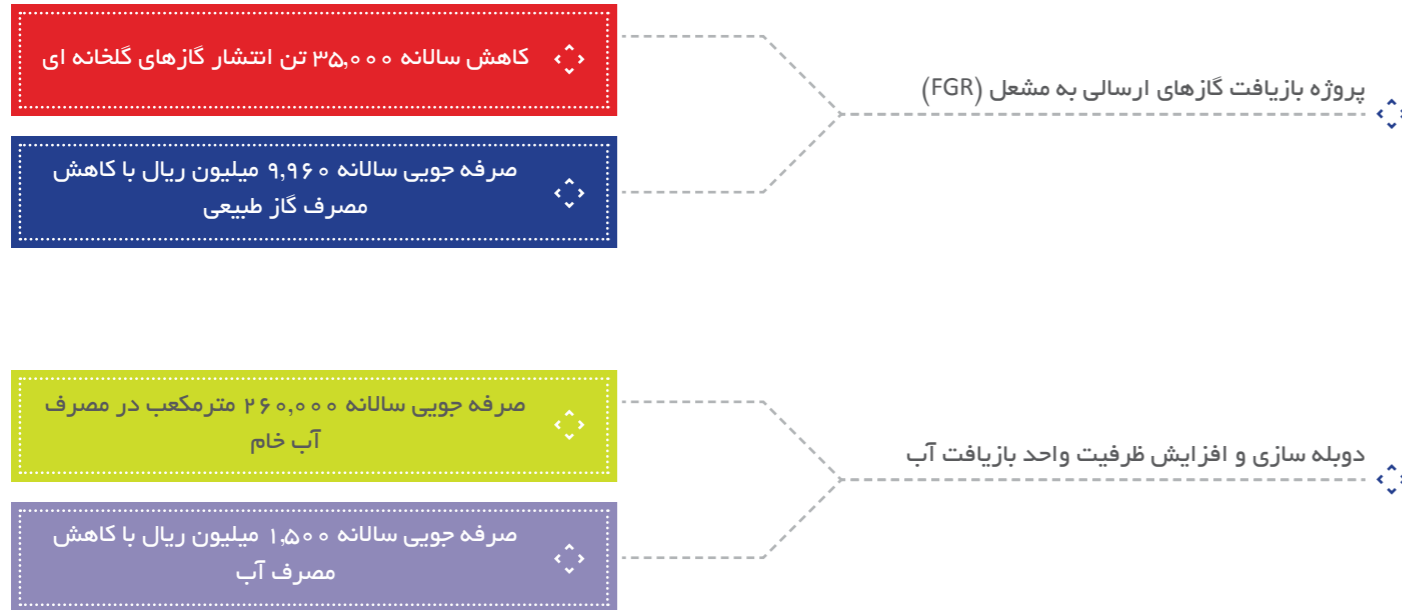 پروژه بازیافت گازهای ارسالی به مشعل (FGR)
کاهش سالانه ۳۵,۰۰۰ تن انتشار گازهای گلخانه ای
صرفه جویی سالانه ۹,۹۶۰ میلیون ریال با کاهش
مصرف گاز طبیعی
دوبله سازی و افزایش ظرفیت واحد بازیافت آب
صرفه جویی سالانه ۲۶۰,۰۰۰ مترمکعب در مصرف
آب خام
صرفه جویی سالانه ۱,۵۰۰ میلیون ریال با کاهش
مصرف آب